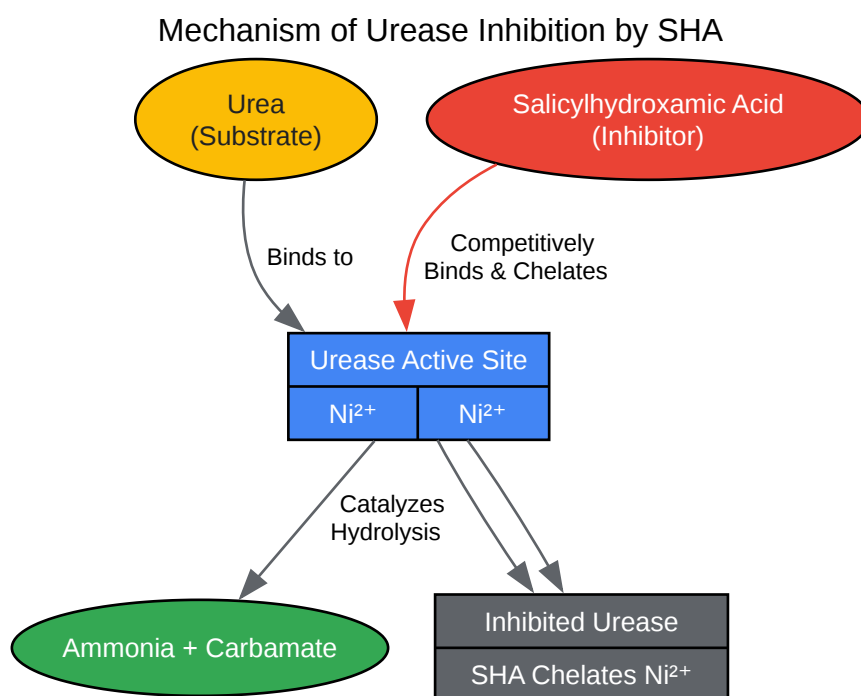 Mechanism of Urease Inhibition by SHA
Urea
(Substrate)
Salicylhydroxamic Acid
(Inhibitor)
Binds to
Competitively
Binds & Chelates
Urease Active Site
Ni²⁺
Ni²⁺
Catalyzes
Hydrolysis
Ammonia + Carbamate
Inhibited Urease
SHA Chelates Ni²⁺